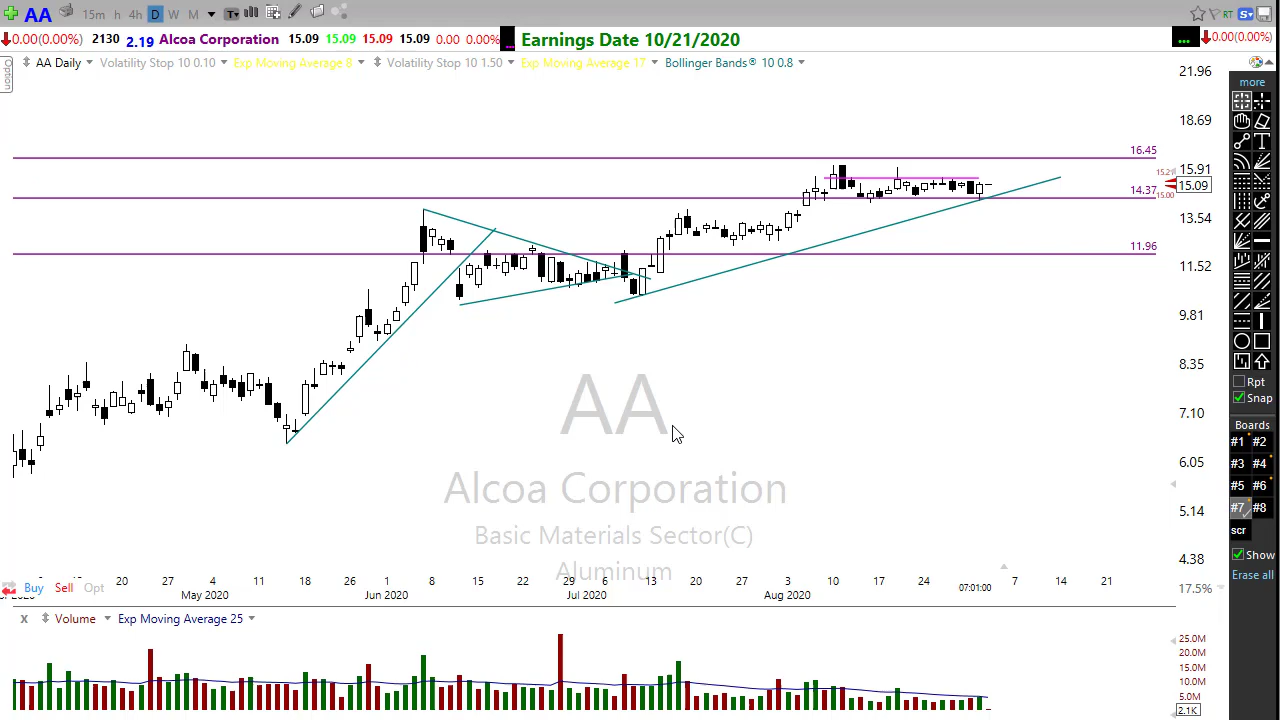 AA 15m h 4h D W M T
0.00(0.00%) 2130 2.19 Alcoa Corporation 15.09 15.09 15.09 15.09 0.00 0.00% ... Earnings Date 10/21/2020 ... 0.00(0.00%)
RT S
Option
AA Daily Volatility Stop 10 0.10 Exp Moving Average 8 Volatility Stop 10 1.50 Exp Moving Average 17 Bollinger Bands® 10 0.8
21.96
18.69
16.45
15.91
15.21
15.09
14.37 15.00
13.54
11.96
11.52
9.81
8.35
7.10
6.05
5.14
4.38
AA
Alcoa Corporation
Basic Materials Sector(C)
Aluminum
20 27 4 11 18 26 1 8 15 22 29 6 13 20 27 3 10 17 24 07:01:00 7 14 21
Buy Sell Opt May 2020 Jun 2020 Jul 2020 Aug 2020 17.5%
x Volume Exp Moving Average 25
25.0M
20.0M
15.0M
10.0M
5.0M
2.1K
more
T
Rpt
Snap
Boards
#1 #2
#3 #4
#5 #6
#7 #8
scr
Show
Erase all